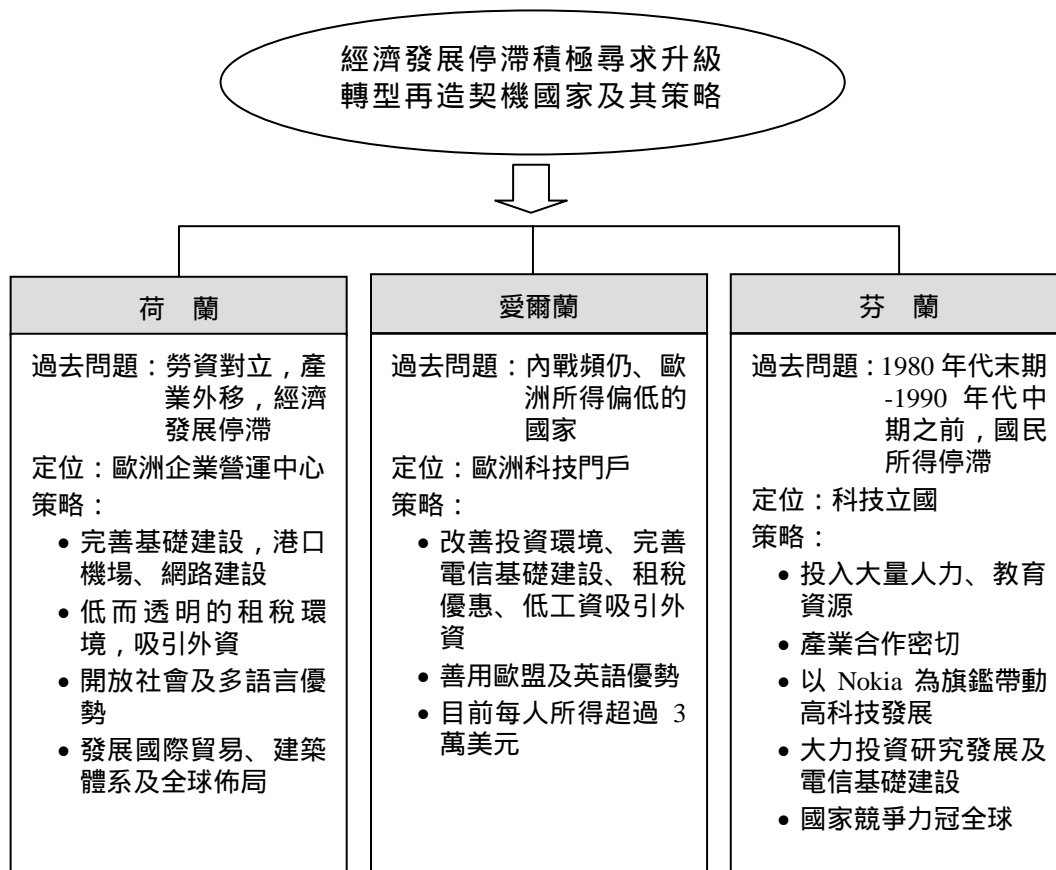 經濟發展停滯積極尋求升級
轉型再造契機國家及其策略
荷 蘭
過去問題：勞資對立，產
業外移，經濟
發展停滯
定位：歐洲企業營運中心
策略：
• 完善基礎建設，港口
機場、網路建設
• 低而透明的租稅環
境，吸引外資
• 開放社會及多語言優
勢
• 發展國際貿易、建築
體系及全球佈局
愛爾蘭
過去問題：內戰頻仍、歐
洲所得偏低的
國家
定位：歐洲科技門戶
策略：
• 改善投資環境、完善
電信基礎建設、租稅
優惠、低工資吸引外
資
• 善用歐盟及英語優勢
• 目前每人所得超過 3
萬美元
芬 蘭
過去問題：1980 年代末期
-1990 年代中
期之前，國民
所得停滯
定位：科技立國
策略：
• 投入大量人力、教育
資源
• 產業合作密切
• 以 Nokia 為旗鑑帶動
高科技發展
• 大力投資研究發展及
電信基礎建設
• 國家競爭力冠全球